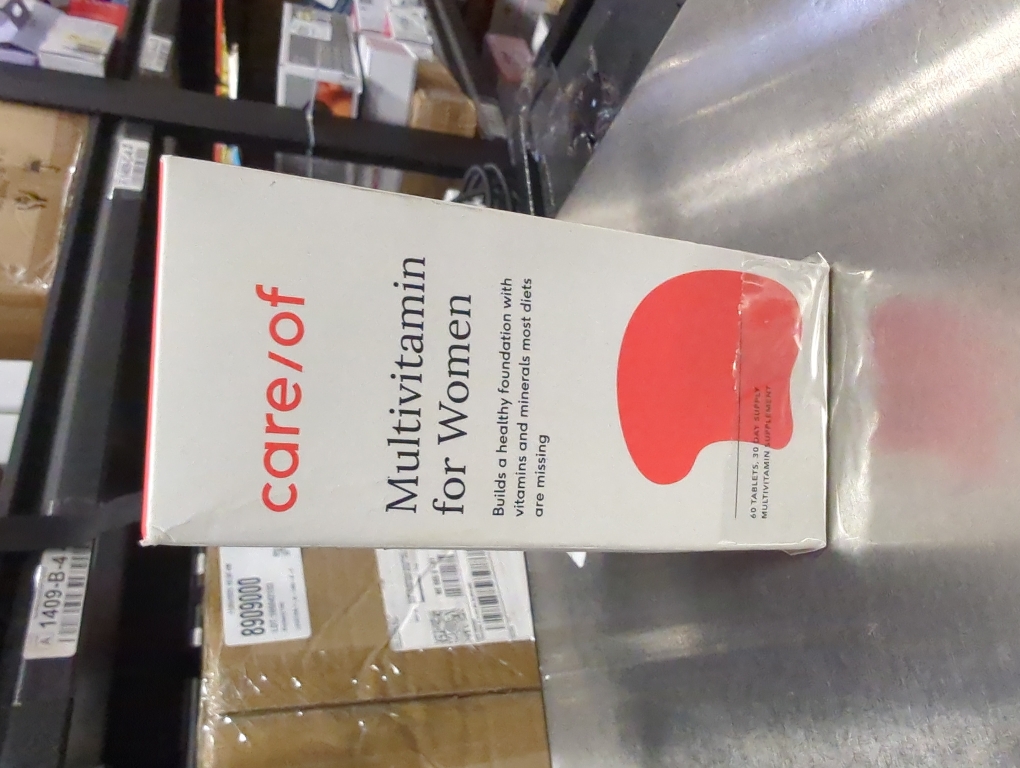 care/of
Multivitamin
for Women
Builds a healthy foundation with
vitamins and minerals most diets
are missing
60 TABLETS, 30 DAY SUPPLY
MULTIVITAMIN SUPPLEMENT
A 1409-B-4
8909000